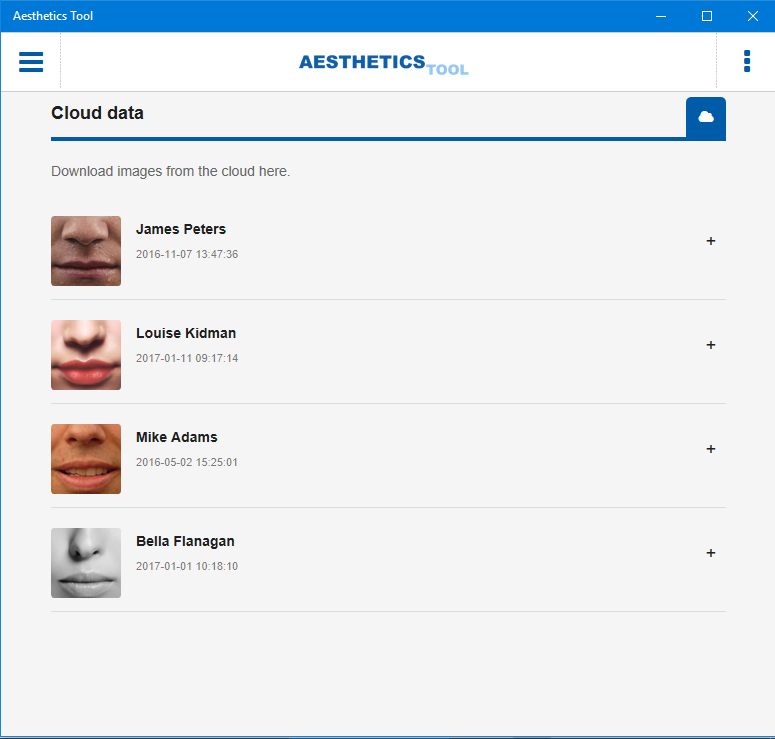 Aesthetics Tool
AESTHETICSTOOL
Cloud data
Download images from the cloud here.
James Peters
2016-11-07 13:47:36
+
Louise Kidman
2017-01-11 09:17:14
+
Mike Adams
2016-05-02 15:25:01
+
Bella Flanagan
2017-01-01 10:18:10
+